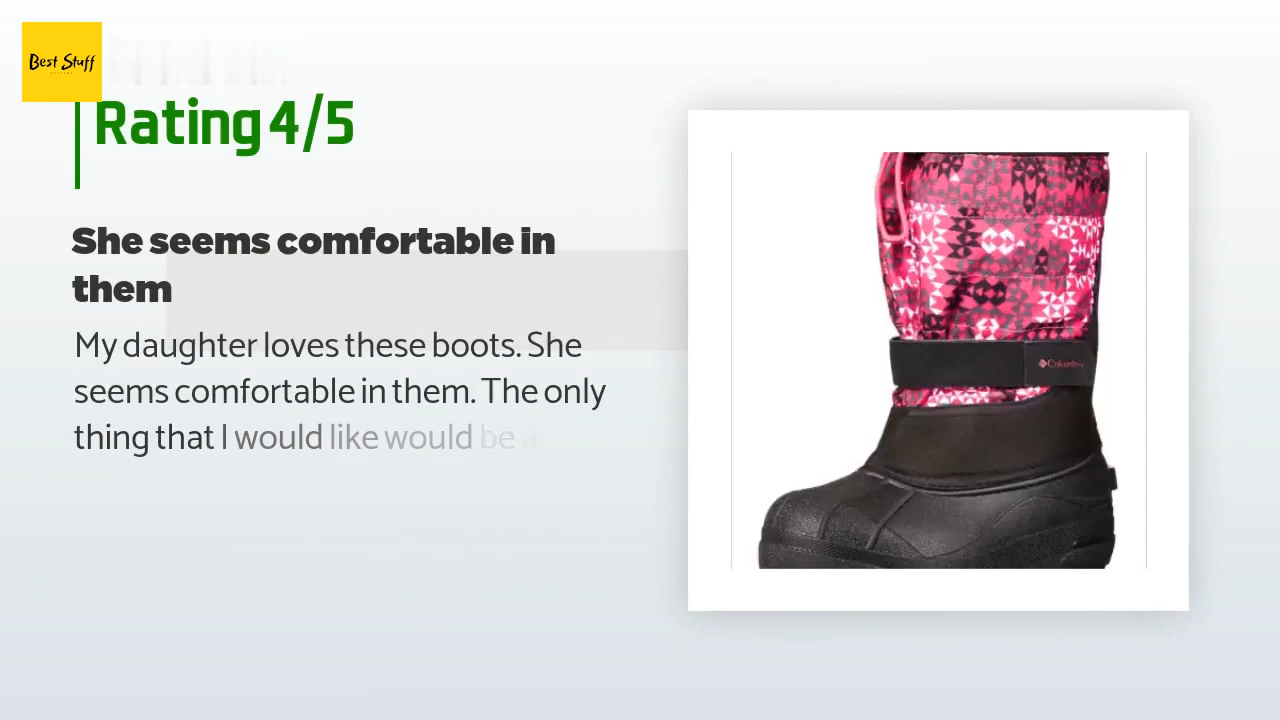 Best Stuff
Rating 4/5
She seems comfortable in
them
My daughter loves these boots. She
seems comfortable in them. The only
thing that I would like would be a
Columbia